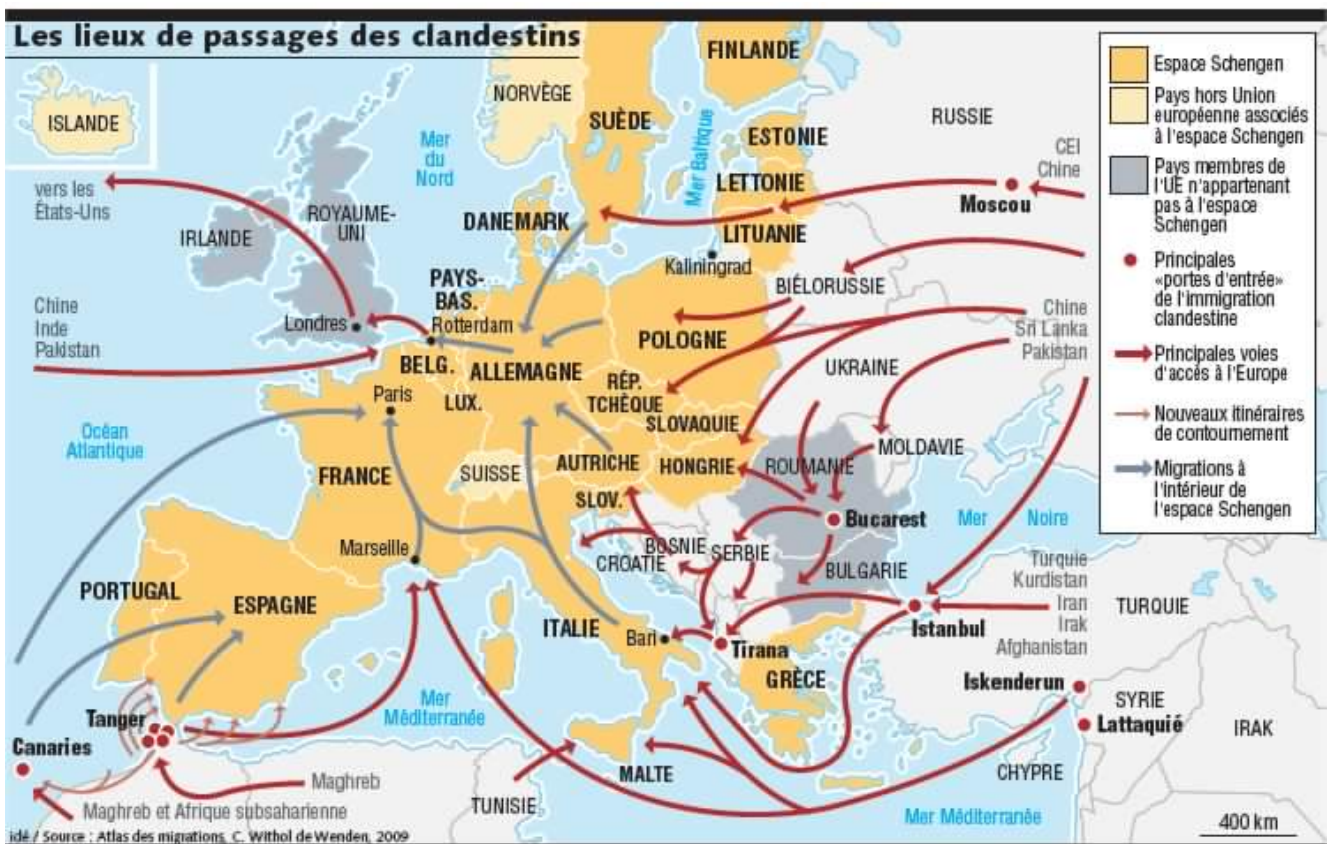 Les lieux de passages des clandestins
ISLANDE
NORVÈGE
FINLANDE
SUÈDE
ESTONIE
RUSSIE
Mer
du
Nord
Mer Baltique
LETTONIE
CEI
Chine
Moscou
vers les
États-Unis
ROYAUME-
UNI
IRLANDE
DANEMARK
LITUANIE
Kaliningrad
BIÉLORUSSIE
PAYS-
BAS.
Rotterdam
Londres
Chine
Inde
Pakistan
BELG.
ALLEMAGNE
POLOGNE
Chine
Sri Lanka
Pakistan
UKRAINE
Paris
LUX.
RÉP.
TCHÈQUE
SLOVAQUIE
Océan
Atlantique
FRANCE
SUISSE
AUTRICHE
HONGRIE
ROUMANIE
MOLDAVIE
SLOV.
Bucarest
Mer Noire
Marseille
CROATIE
BOSNIE
SERBIE
BULGARIE
PORTUGAL
ESPAGNE
ITALIE
Bari
Tirana
Istanbul
Turquie
Kurdistan
Iran
Irak
Afghanistan
TURQUIE
GRÈCE
Iskenderun
SYRIE
Lattaquié
IRAK
Tanger
Canaries
Mer
Méditerranée
MALTE
CHYPRE
Maghreb
Maghreb et Afrique subsaharienne
TUNISIE
Mer Méditerranée
400 km
idé / Source : Atlas des migrations, C. Withol de Wenden, 2009
Espace Schengen
Pays hors Union
européenne associés
à l'espace Schengen
Pays membres de
l'UE n'appartenant
pas à l'espace
Schengen
Principales
«portes d'entrée»
de l'immigration
clandestine
Principales voies
d'accès à l'Europe
Nouveaux itinéraires
de contournement
Migrations à
l'intérieur de
l'espace Schengen